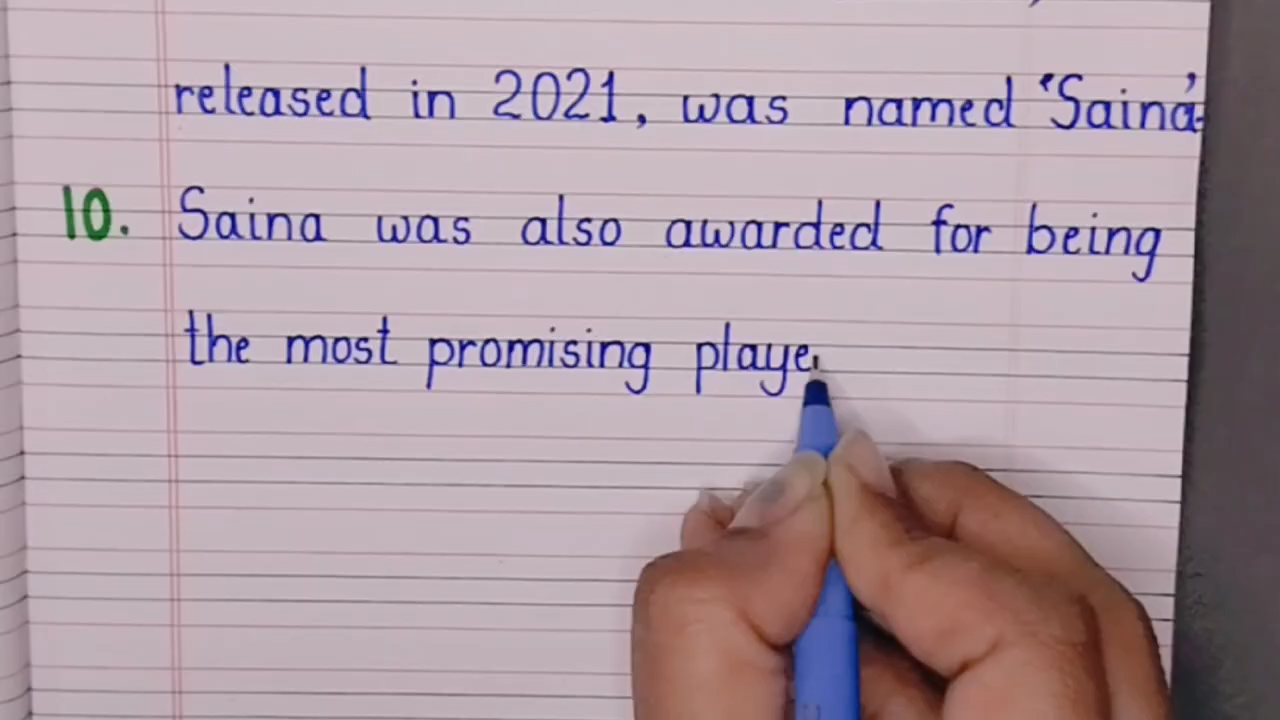 released in 2021, was named 'Saina'.
10. Saina was also awarded for being
the most promising playe